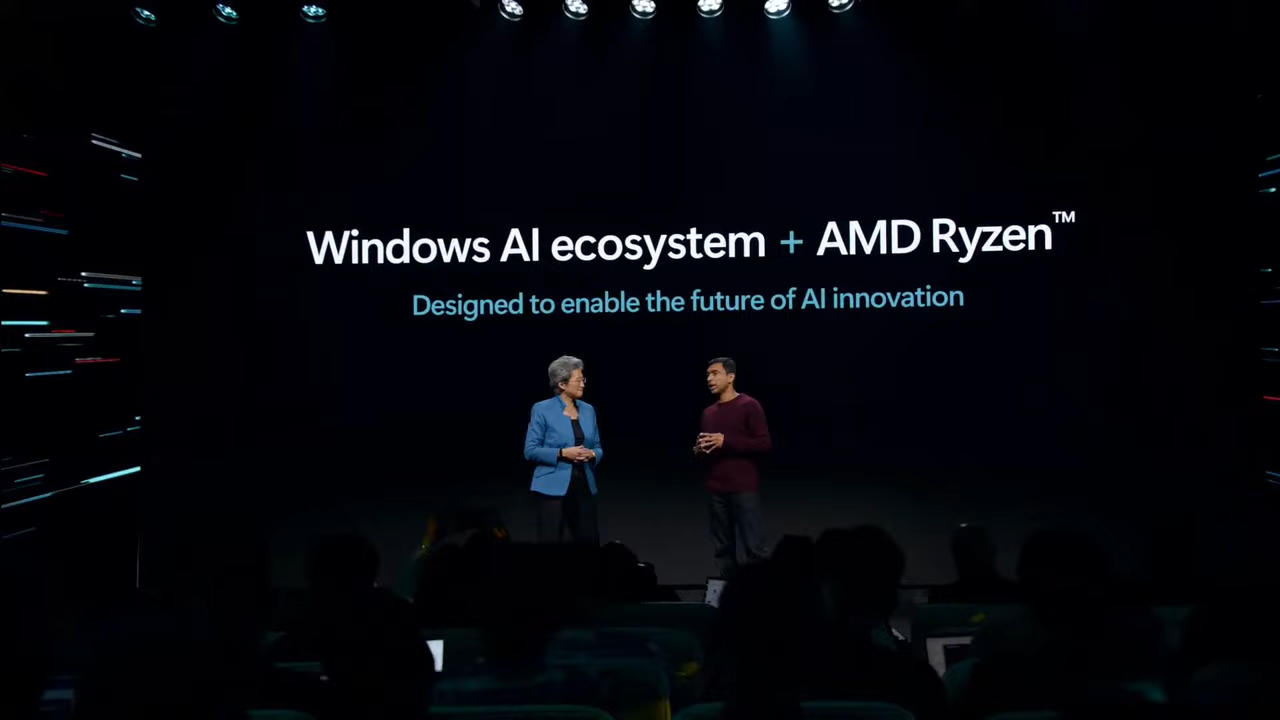 Windows AI ecosystem + AMD Ryzen™
Designed to enable the future of AI innovation